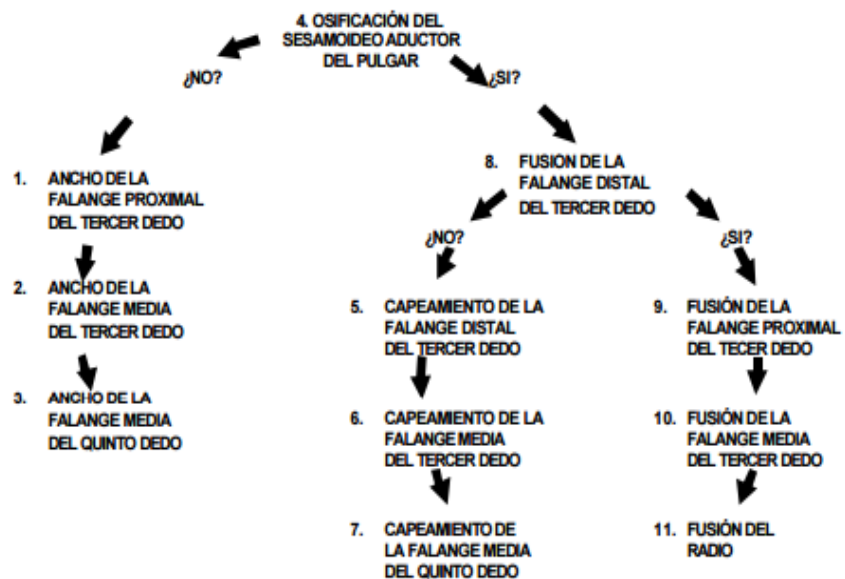 4. OSIFICACIÓN DEL
SESAMOIDEO ADUCTOR
DEL PULGAR
¿NO?
¿SI?
1. ANCHO DE LA
FALANGE PROXIMAL
DEL TERCER DEDO
2. ANCHO DE LA
FALANGE MEDIA
DEL TERCER DEDO
3. ANCHO DE LA
FALANGE MEDIA
DEL QUINTO DEDO
8. FUSIÓN DE LA
FALANGE DISTAL
DEL TERCER DEDO
¿NO?
¿SI?
5. CAPEAMIENTO DE LA
FALANGE DISTAL
DEL TERCER DEDO
6. CAPEAMIENTO DE LA
FALANGE MEDIA
DEL TERCER DEDO
7. CAPEAMIENTO DE
LA FALANGE MEDIA
DEL QUINTO DEDO
9. FUSIÓN DE LA
FALANGE PROXIMAL
DEL TECER DEDO
10. FUSIÓN DE LA
FALANGE MEDIA
DEL TERCER DEDO
11. FUSIÓN DEL
RADIO